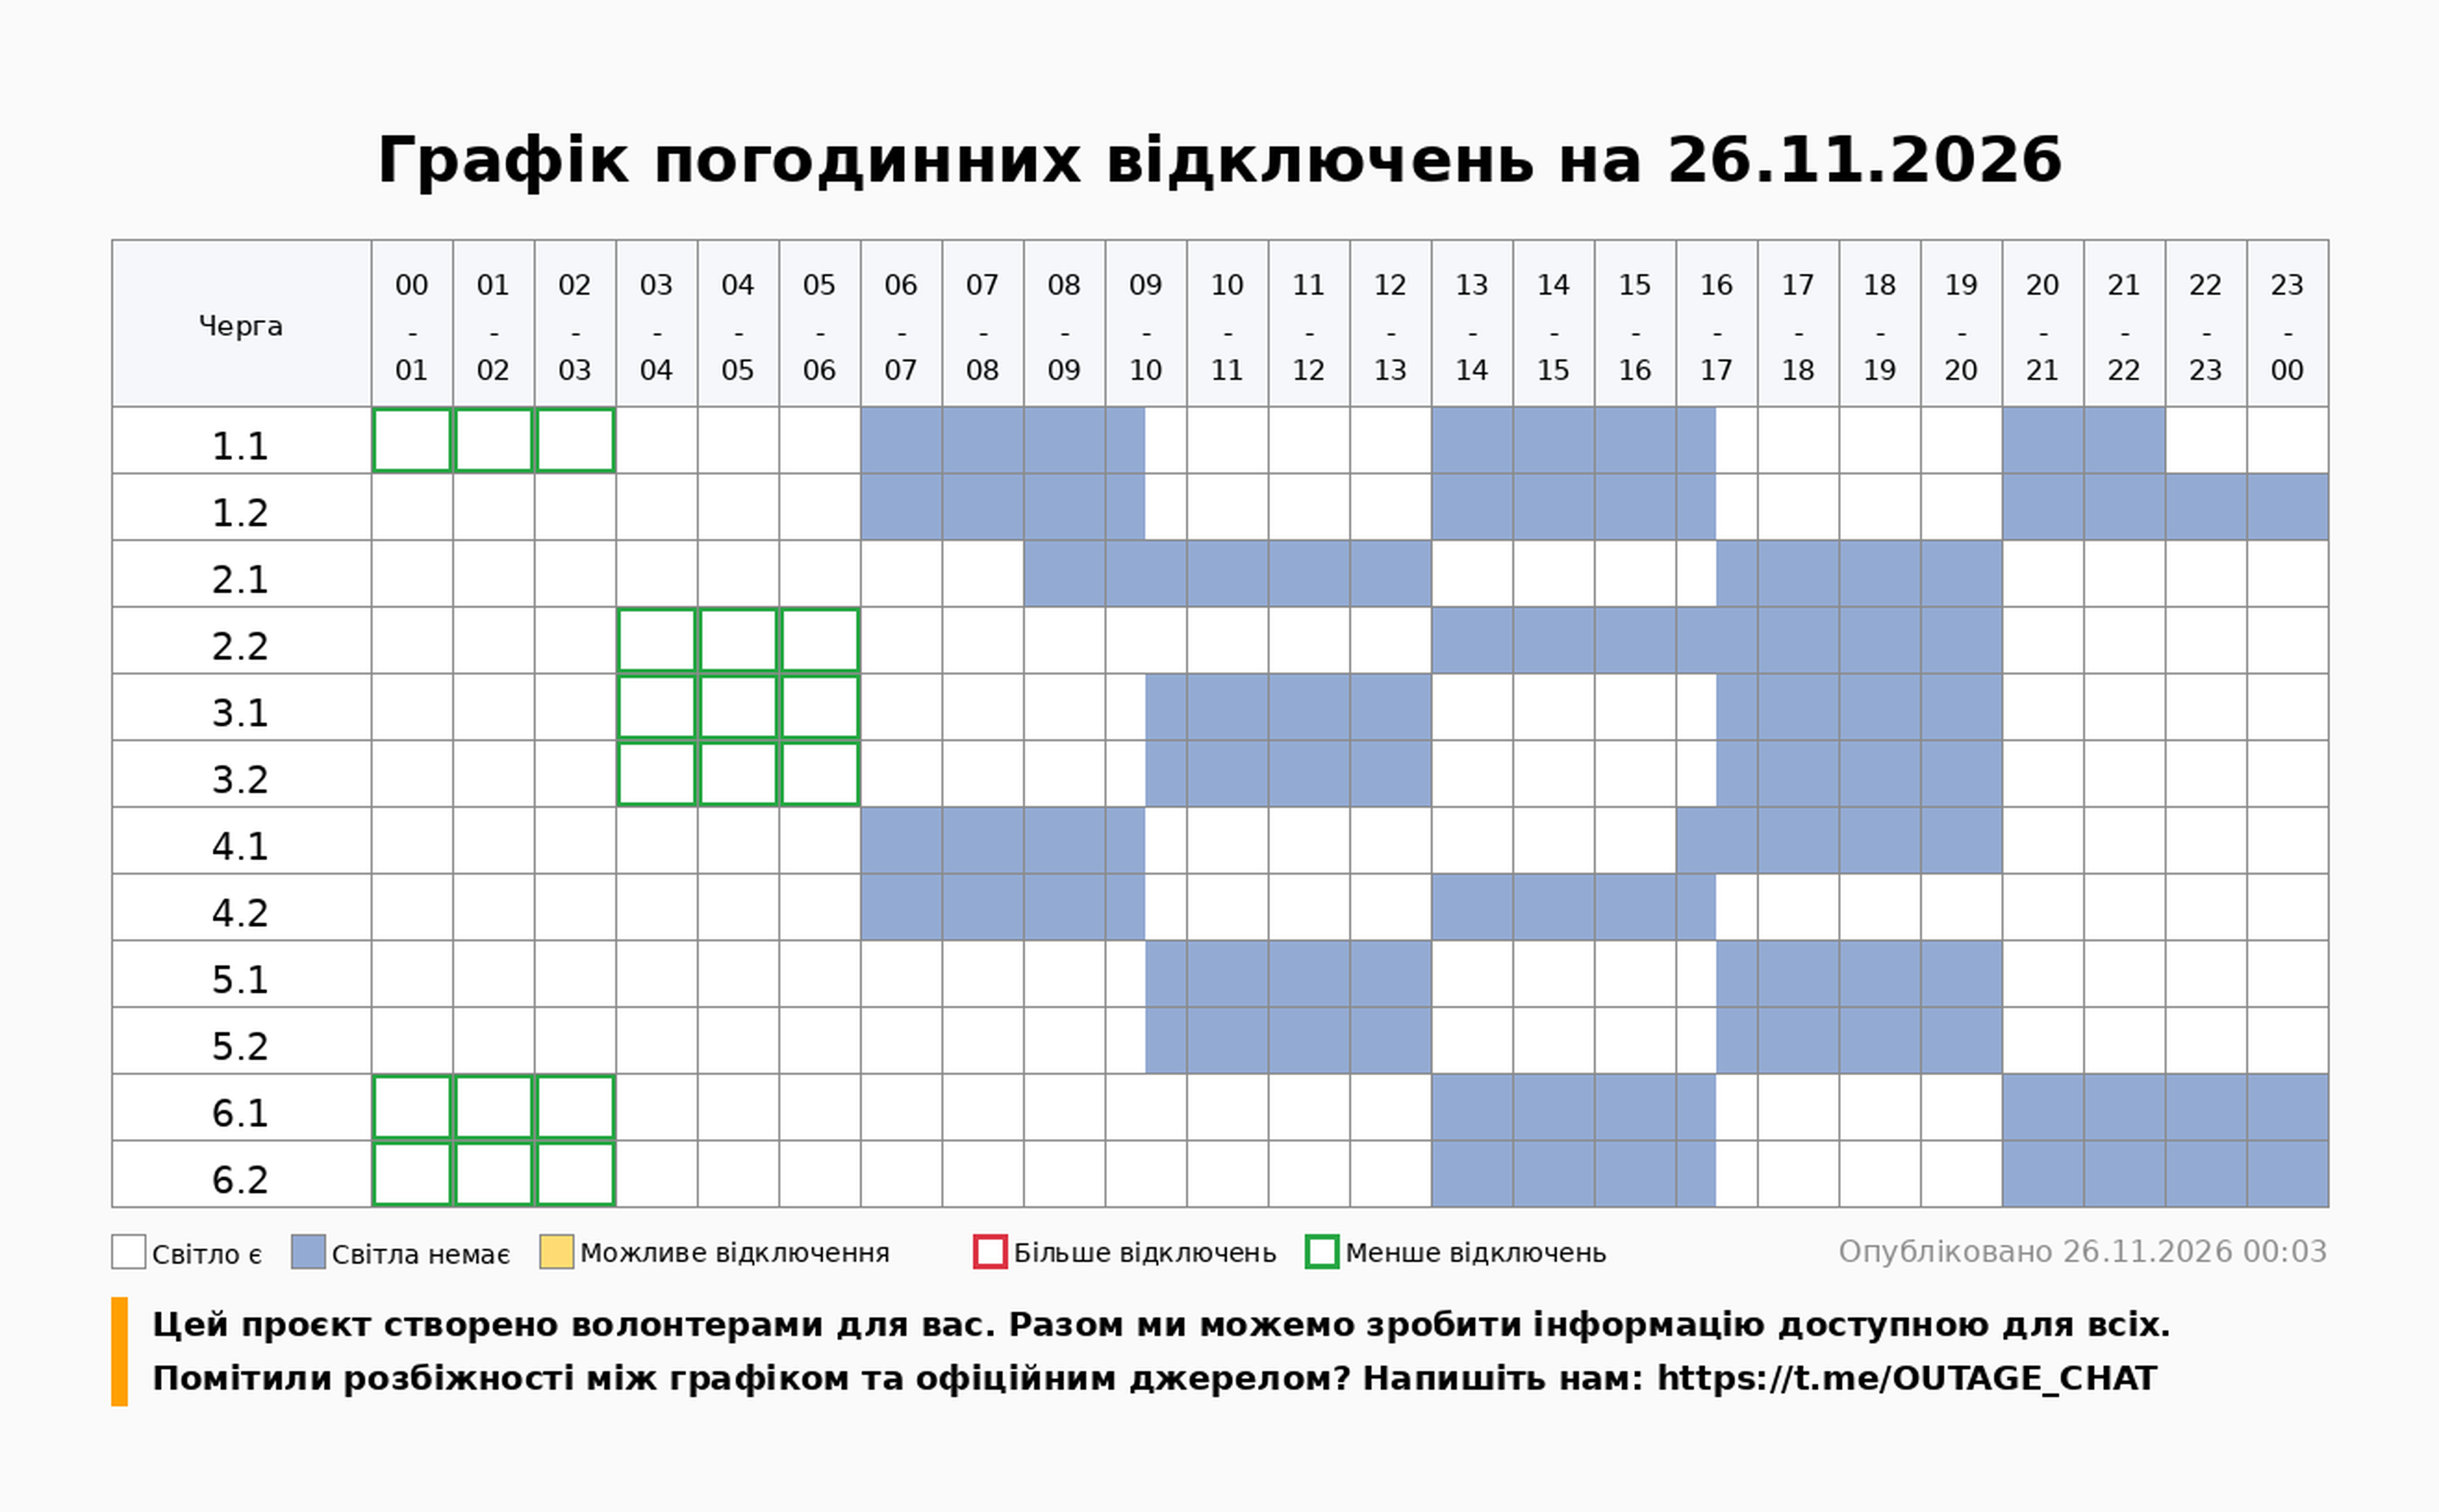 Графік погодинних відключень на 26.11.2026
Черга 00 - 01 01 - 02 02 - 03 03 - 04 04 - 05 05 - 06 06 - 07 07 - 08 08 - 09 09 - 10 10 - 11 11 - 12 12 - 13 13 - 14 14 - 15 15 - 16 16 - 17 17 - 18 18 - 19 19 - 20 20 - 21 21 - 22 22 - 23 23 - 00
1.1
1.2
2.1
2.2
3.1
3.2
4.1
4.2
5.1
5.2
6.1
6.2
Світло є Світла немає Можливе відключення Більше відключень Менше відключень Опубліковано 26.11.2026 00:03
Цей проєкт створено волонтерами для вас. Разом ми можемо зробити інформацію доступною для всіх.
Помітили розбіжності між графіком та офіційним джерелом? Напишіть нам: https://t.me/OUTAGE_CHAT